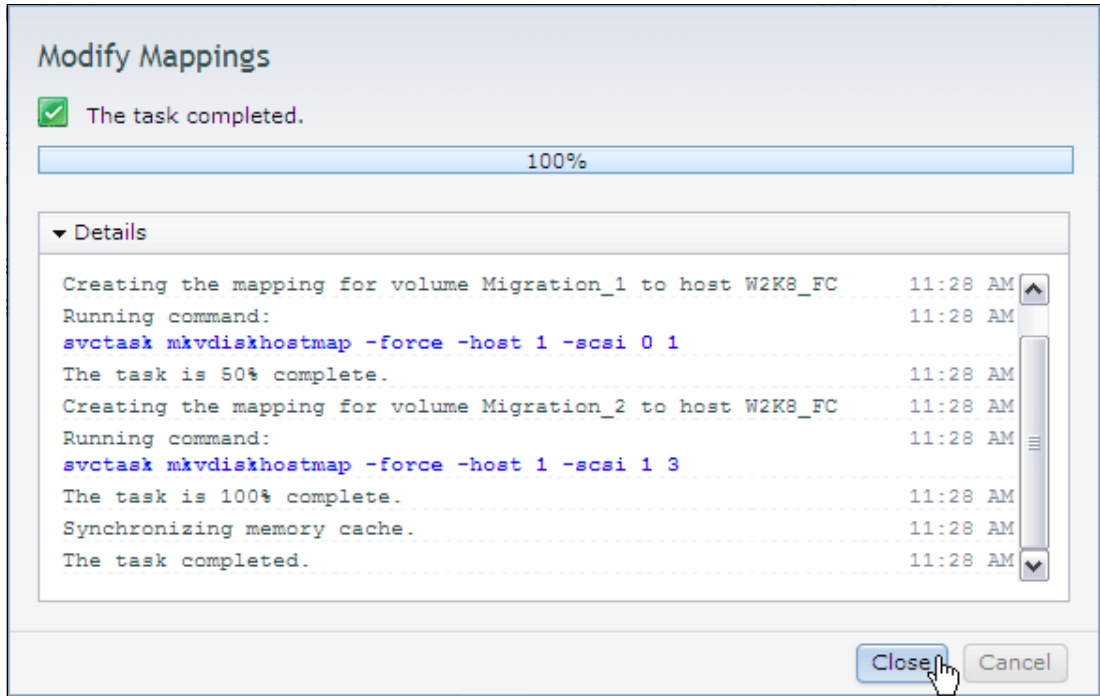 Modify Mappings
The task completed.
100%
Details
Creating the mapping for volume Migration_1 to host W2K8_FC 11:28 AM
Running command: 11:28 AM
svctask mkvdiskhostmap -force -host 1 -scsi 0 1
The task is 50% complete. 11:28 AM
Creating the mapping for volume Migration_2 to host W2K8_FC 11:28 AM
Running command: 11:28 AM
svctask mkvdiskhostmap -force -host 1 -scsi 1 3
The task is 100% complete. 11:28 AM
Synchronizing memory cache. 11:28 AM
The task completed. 11:28 AM
Close Cancel